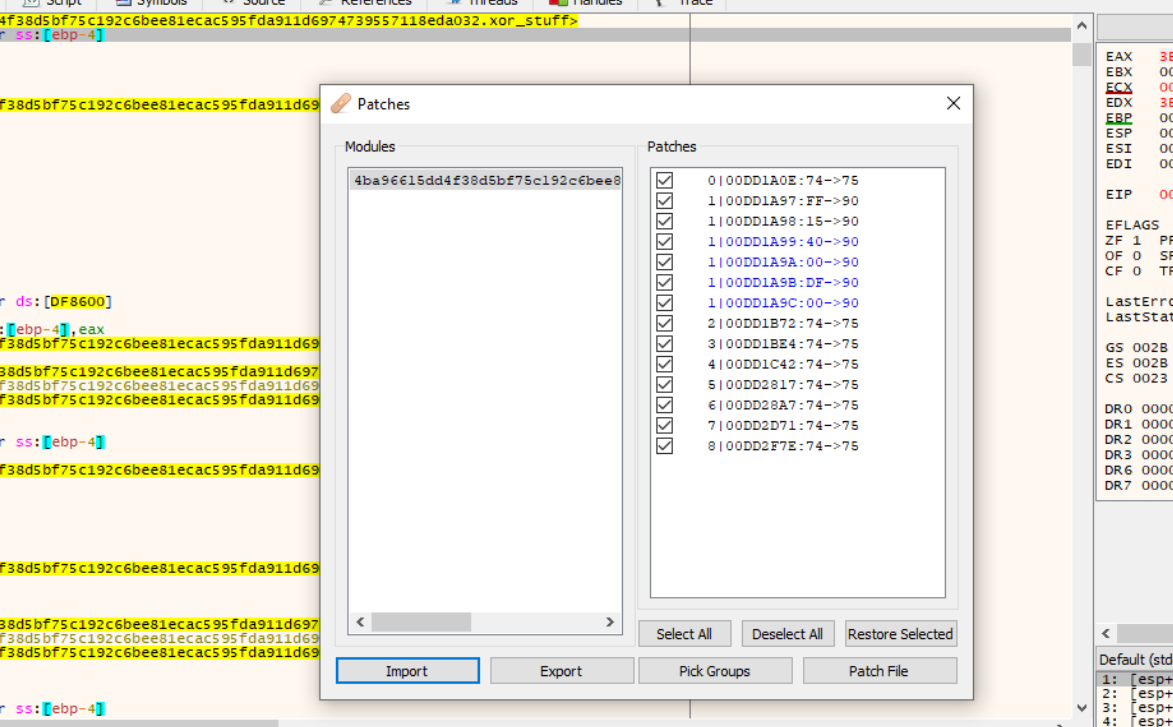 Script Symbols Source References Threads Handles Trace
4f38d5bf75c192c6bee81ecac595fda911d6974739557118eda032.xor_stuff>
r ss:[ebp-4]
f38d5bf75c192c6bee81ecac595fda911d69
r ds:[DF8600]
:[ebp-4],eax
f38d5bf75c192c6bee81ecac595fda911d69
38d5bf75c192c6bee81ecac595fda911d697
f38d5bf75c192c6bee81ecac595fda911d69
f38d5bf75c192c6bee81ecac595fda911d69
r ss:[ebp-4]
f38d5bf75c192c6bee81ecac595fda911d69
f38d5bf75c192c6bee81ecac595fda911d69
38d5bf75c192c6bee81ecac595fda911d697
f38d5bf75c192c6bee81ecac595fda911d69
f38d5bf75c192c6bee81ecac595fda911d69
r ss:[ebp-4]
Patches
Modules
4ba96615dd4f38d5bf75c192c6bee8
Patches
0|00DD1A0E:74->75
1|00DD1A97:FF->90
1|00DD1A98:15->90
1|00DD1A99:40->90
1|00DD1A9A:00->90
1|00DD1A9B:DF->90
1|00DD1A9C:00->90
2|00DD1B72:74->75
3|00DD1BE4:74->75
4|00DD1C42:74->75
5|00DD2817:74->75
6|00DD28A7:74->75
7|00DD2D71:74->75
8|00DD2F7E:74->75
Select All Deselect All Restore Selected
Import Export Pick Groups Patch File
EAX 3E
EBX 00
ECX 00
EDX 3E
EBP 00
ESP 00
ESI 00
EDI 00
EIP 00
EFLAGS
ZF 1 PF
OF 0 SF
CF 0 TF
LastErro
LastStat
GS 002B
ES 002B
CS 0023
DR0 0000
DR1 0000
DR2 0000
DR3 0000
DR6 0000
DR7 0000
Default (std
1: [esp+
2: [esp+
3: [esp+
4: [esp+